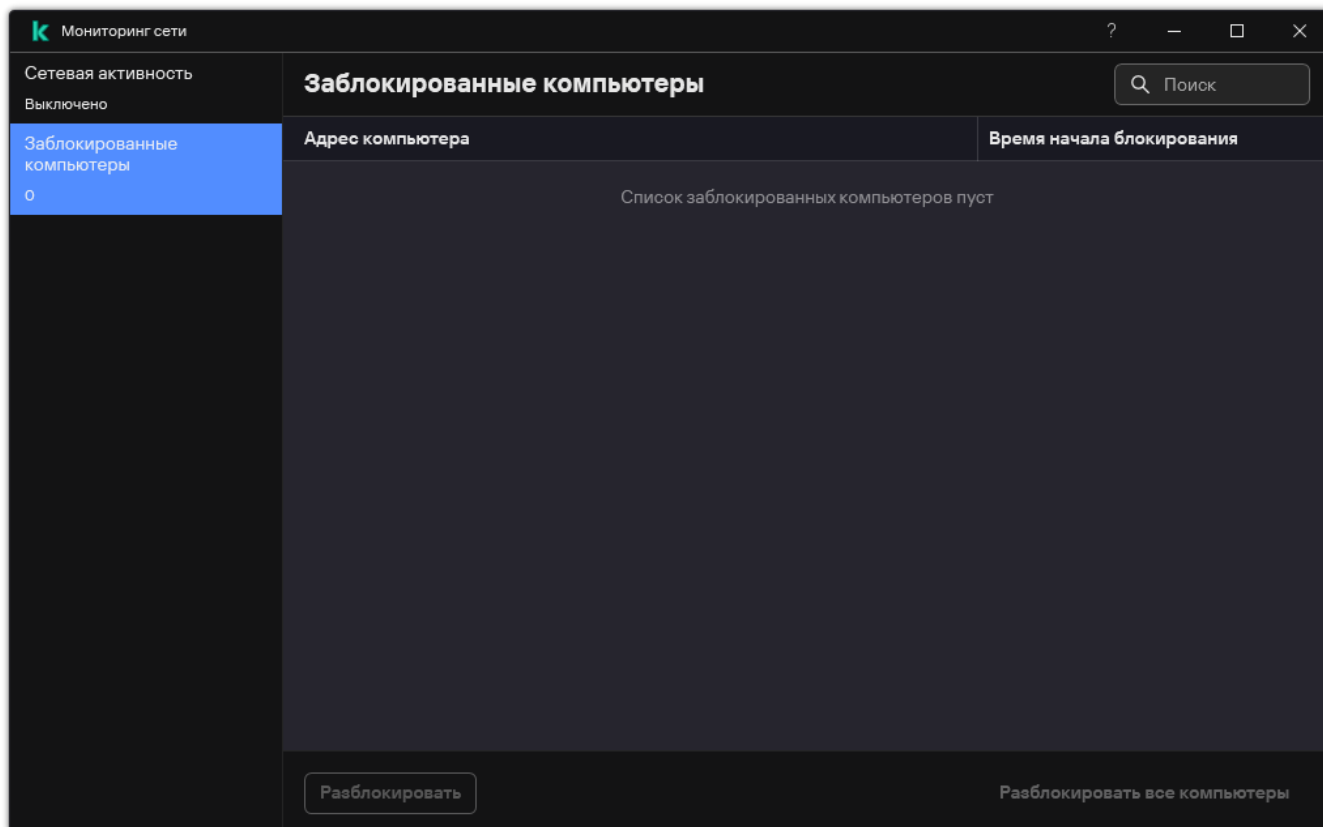 Мониторинг сети
?
Сетевая активность
Выключено
Заблокированные
компьютеры
0
Заблокированные компьютеры
Поиск
Адрес компьютера
Время начала блокирования
Список заблокированных компьютеров пуст
Разблокировать
Разблокировать все компьютеры